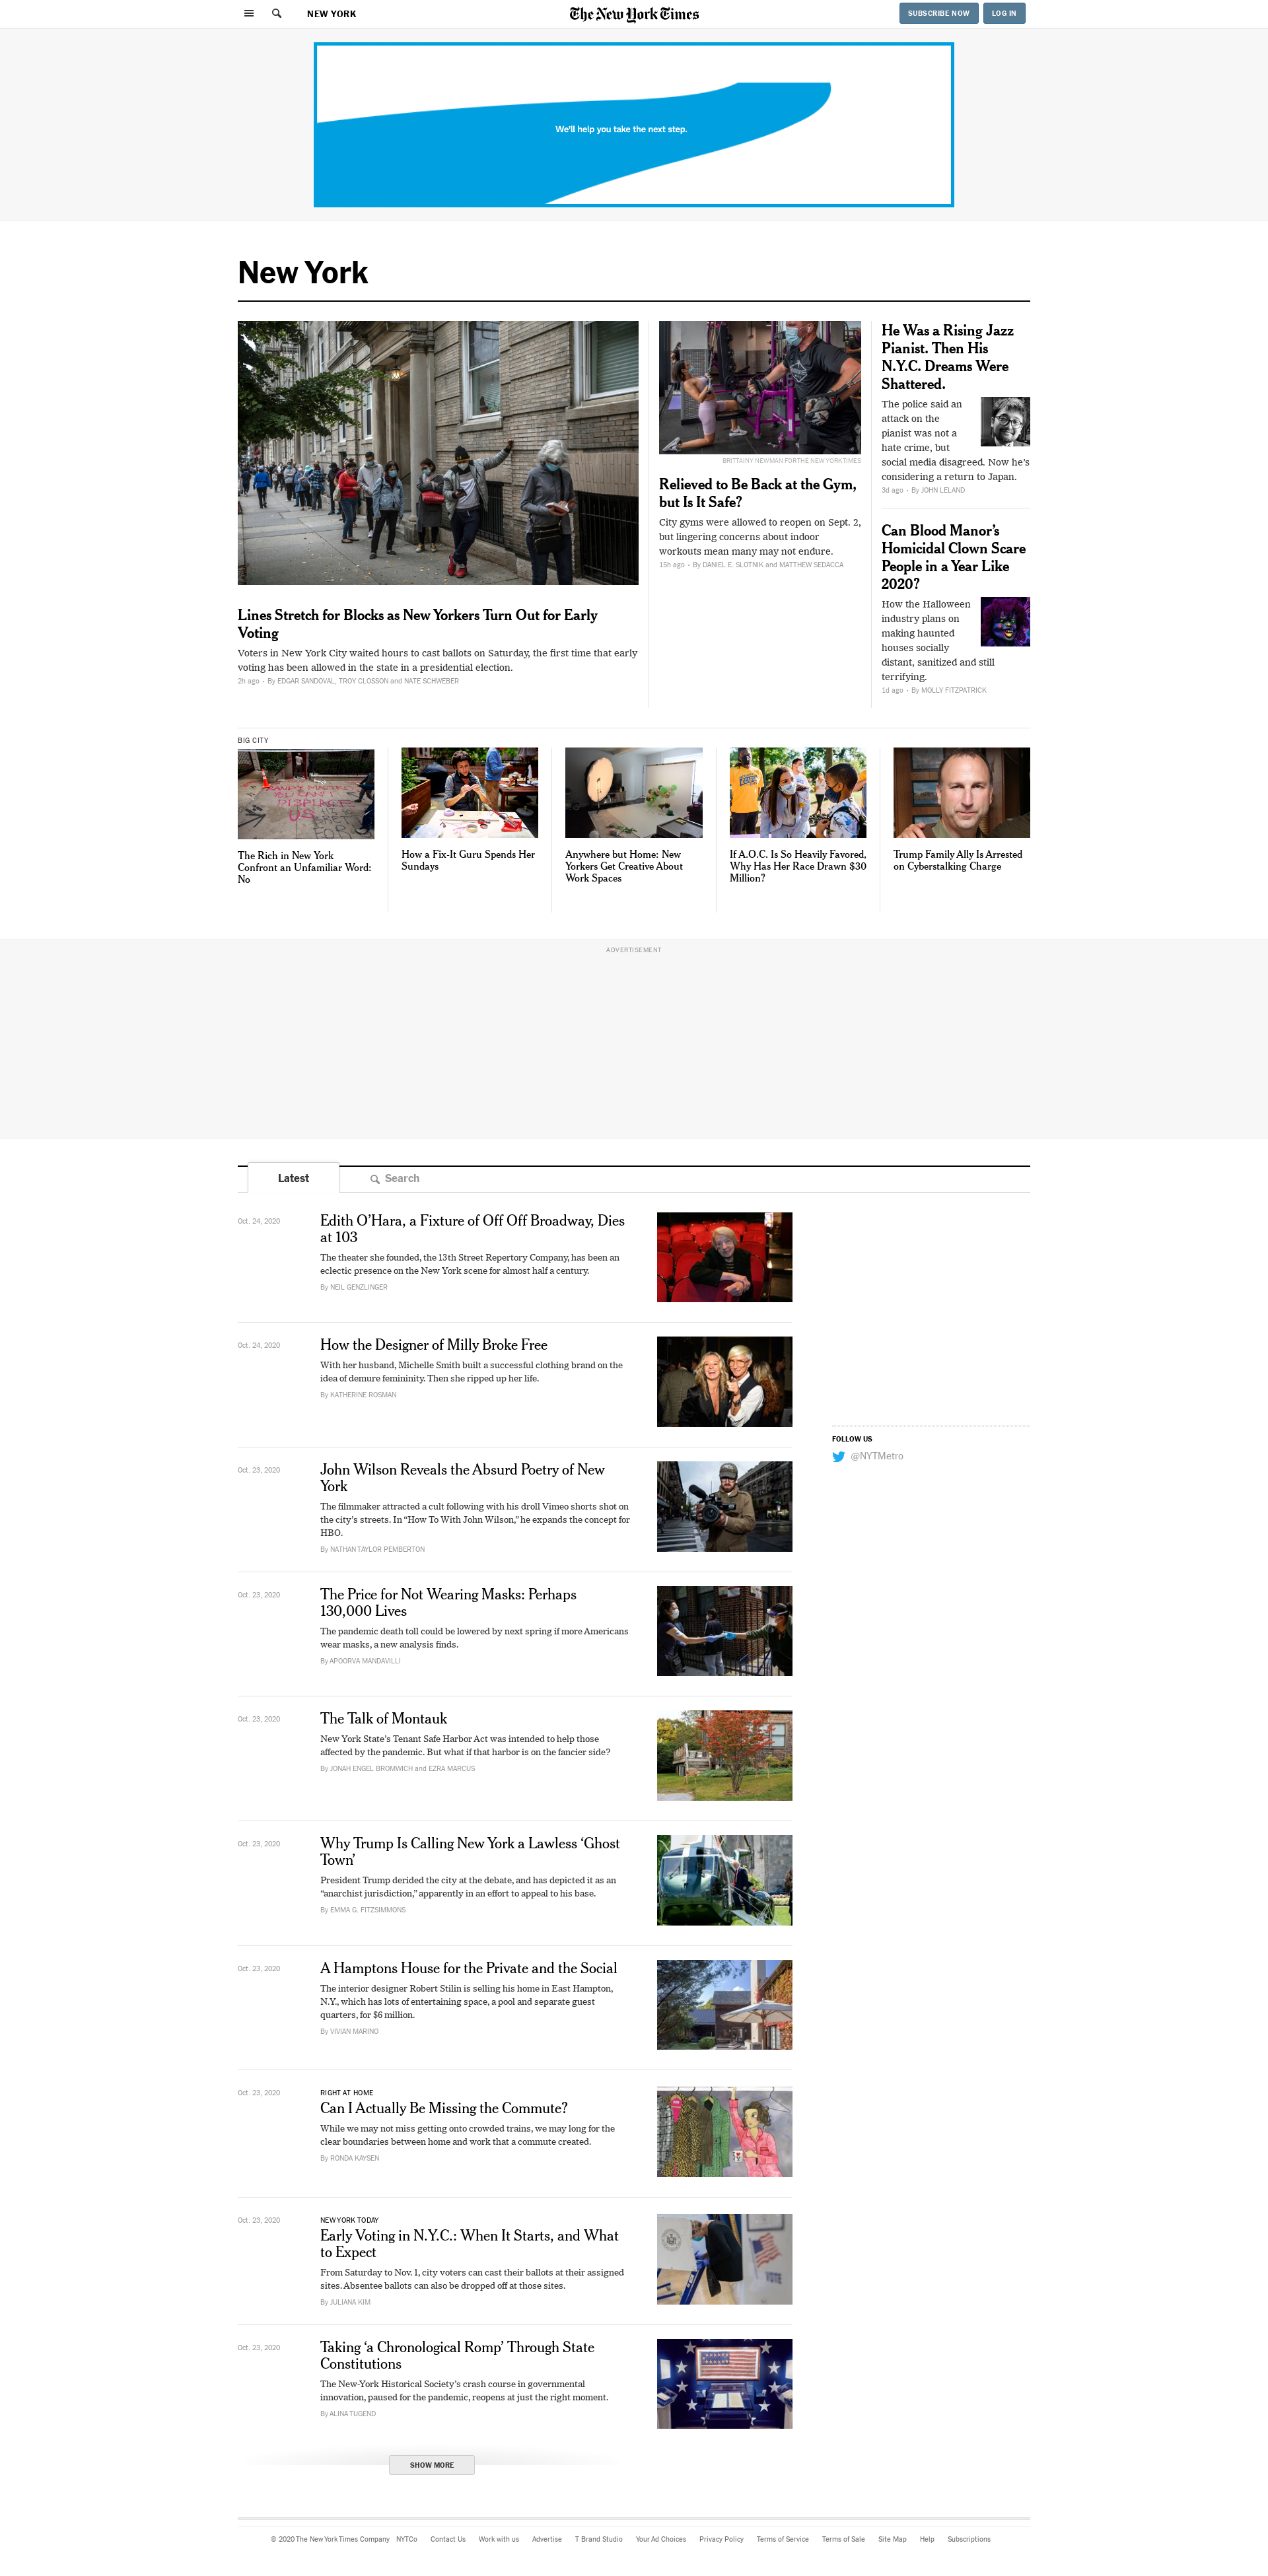 NEW YORK
The New York Times
SUBSCRIBE NOW
LOG IN
We'll help you take the next step.
New York
Lines Stretch for Blocks as New Yorkers Turn Out for Early
Voting
Voters in New York City waited hours to cast ballots on Saturday, the first time that early
voting has been allowed in the state in a presidential election.
2h ago • By EDGAR SANDOVAL, TROY CLOSSON and NATE SCHWEBER
BRITTAINY NEWMAN FOR THE NEW YORK TIMES
Relieved to Be Back at the Gym,
but Is It Safe?
City gyms were allowed to reopen on Sept. 2,
but lingering concerns about indoor
workouts mean many may not endure.
15h ago • By DANIEL E. SLOTNIK and MATTHEW SEDACCA
He Was a Rising Jazz
Pianist. Then His
N.Y.C. Dreams Were
Shattered.
The police said an
attack on the
pianist was not a
hate crime, but
social media disagreed. Now he's
considering a return to Japan.
3d ago • By JOHN LELAND
Can Blood Manor's
Homicidal Clown Scare
People in a Year Like
2020?
How the Halloween
industry plans on
making haunted
houses socially
distant, sanitized and still
terrifying.
1d ago • By MOLLY FITZPATRICK
BIG CITY
The Rich in New York
Confront an Unfamiliar Word:
No
How a Fix-It Guru Spends Her
Sundays
Anywhere but Home: New
Yorkers Get Creative About
Work Spaces
If A.O.C. Is So Heavily Favored,
Why Has Her Race Drawn $30
Million?
Trump Family Ally Is Arrested
on Cyberstalking Charge
ADVERTISEMENT
Latest
Search
Oct. 24, 2020
Edith O'Hara, a Fixture of Off Off Broadway, Dies
at 103
The theater she founded, the 13th Street Repertory Company, has been an
eclectic presence on the New York scene for almost half a century.
By NEIL GENZLINGER
Oct. 24, 2020
How the Designer of Milly Broke Free
With her husband, Michelle Smith built a successful clothing brand on the
idea of demure femininity. Then she ripped up her life.
By KATHERINE ROSMAN
FOLLOW US
@NYTMetro
Oct. 23, 2020
John Wilson Reveals the Absurd Poetry of New
York
The filmmaker attracted a cult following with his droll Vimeo shorts shot on
the city's streets. In “How To With John Wilson,” he expands the concept for
HBO.
By NATHAN TAYLOR PEMBERTON
Oct. 23, 2020
The Price for Not Wearing Masks: Perhaps
130,000 Lives
The pandemic death toll could be lowered by next spring if more Americans
wear masks, a new analysis finds.
By APOORVA MANDAVILLI
Oct. 23, 2020
The Talk of Montauk
New York State's Tenant Safe Harbor Act was intended to help those
affected by the pandemic. But what if that harbor is on the fancier side?
By JONAH ENGEL BROMWICH and EZRA MARCUS
Oct. 23, 2020
Why Trump Is Calling New York a Lawless ‘Ghost
Town’
President Trump derided the city at the debate, and has depicted it as an
“anarchist jurisdiction,” apparently in an effort to appeal to his base.
By EMMA G. FITZSIMMONS
Oct. 23, 2020
A Hamptons House for the Private and the Social
The interior designer Robert Stilin is selling his home in East Hampton,
N.Y., which has lots of entertaining space, a pool and separate guest
quarters, for $6 million.
By VIVIAN MARINO
Oct. 23, 2020
RIGHT AT HOME
Can I Actually Be Missing the Commute?
While we may not miss getting onto crowded trains, we may long for the
clear boundaries between home and work that a commute created.
By RONDA KAYSEN
Oct. 23, 2020
NEW YORK TODAY
Early Voting in N.Y.C.: When It Starts, and What
to Expect
From Saturday to Nov. 1, city voters can cast their ballots at their assigned
sites. Absentee ballots can also be dropped off at those sites.
By JULIANA KIM
VOTE
Oct. 23, 2020
Taking ‘a Chronological Romp’ Through State
Constitutions
The New-York Historical Society's crash course in governmental
innovation, paused for the pandemic, reopens at just the right moment.
By ALINA TUGEND
SHOW MORE
© 2020 The New York Times Company NYTCo Contact Us Work with us Advertise T Brand Studio Your Ad Choices Privacy Policy Terms of Service Terms of Sale Site Map Help Subscriptions